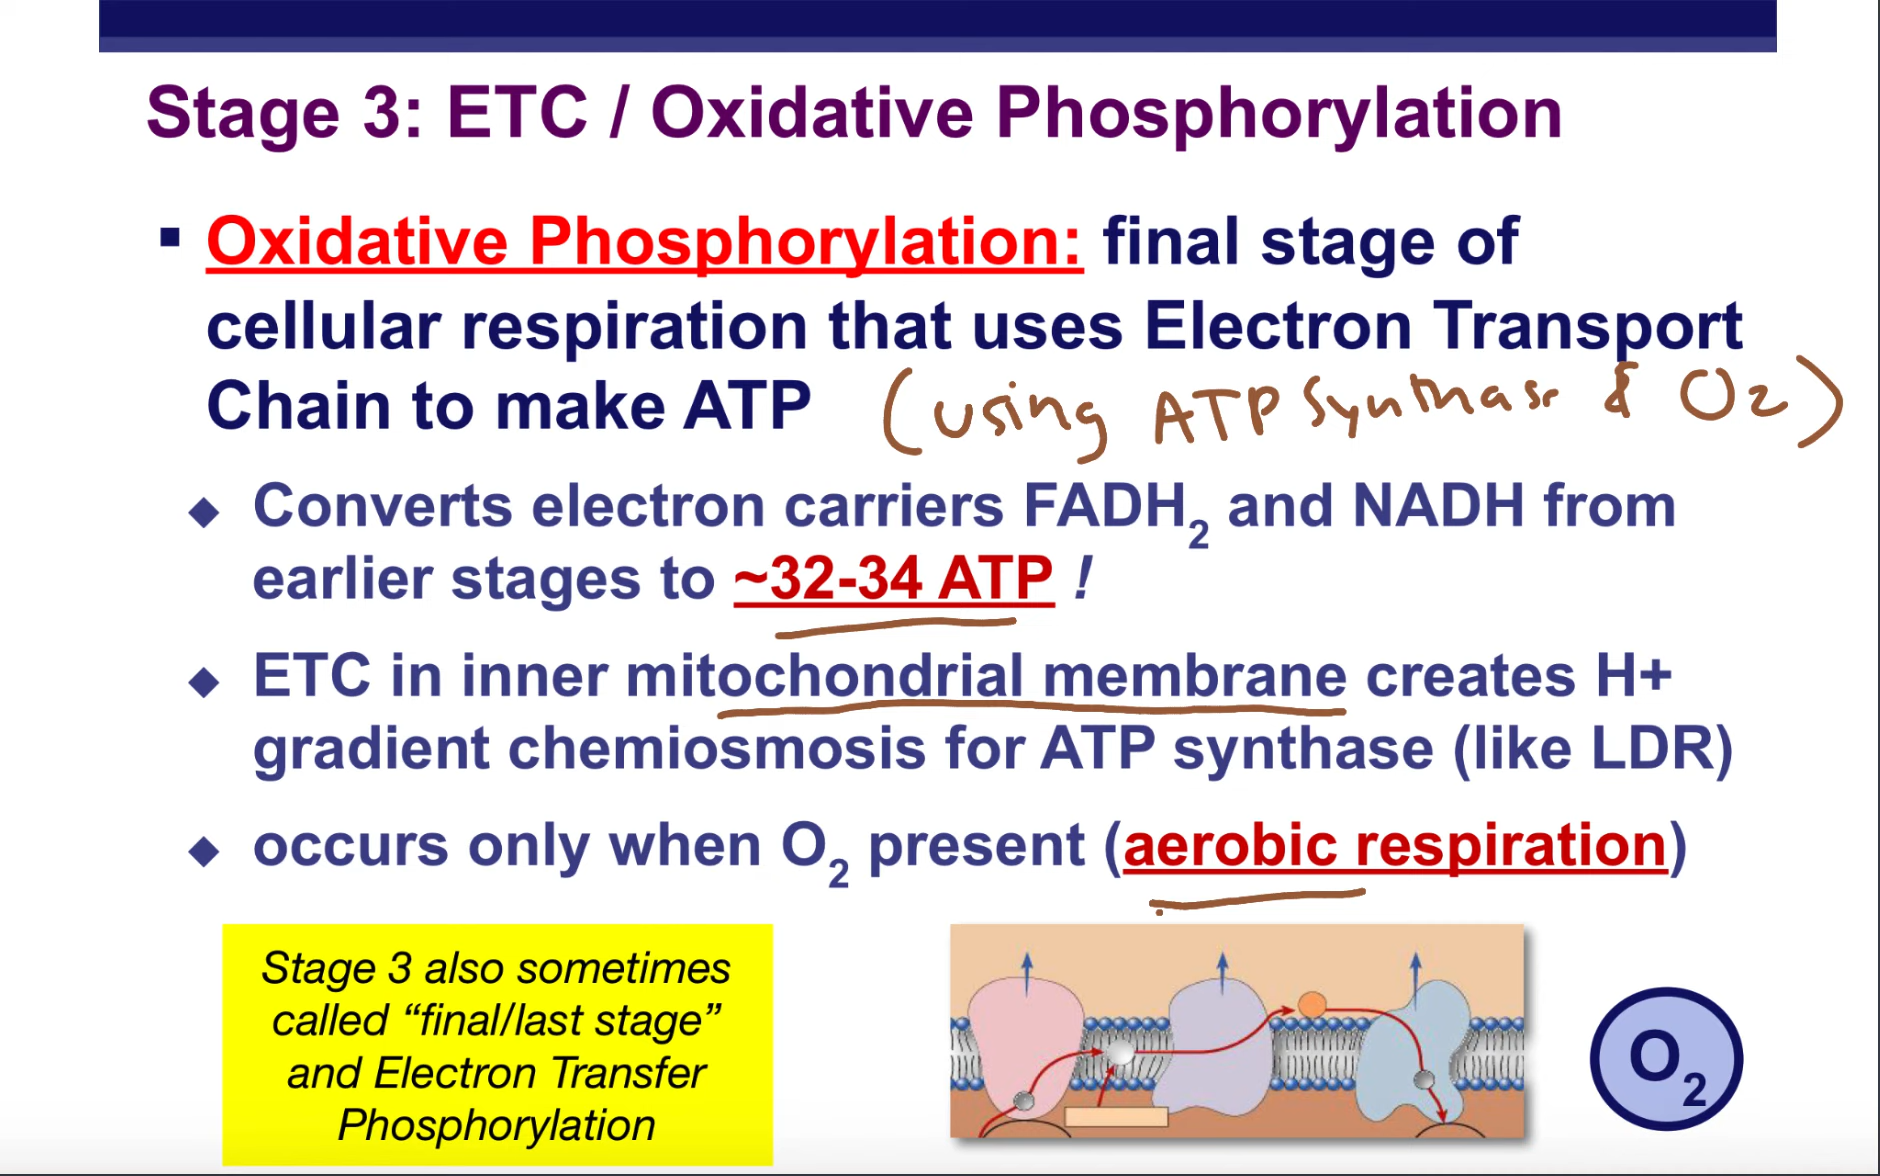 Stage 3: ETC / Oxidative Phosphorylation
▪ Oxidative Phosphorylation: final stage of
cellular respiration that uses Electron Transport
Chain to make ATP (using ATP synthase & O2)
◆ Converts electron carriers FADH₂ and NADH from
earlier stages to ~32-34 ATP !
◆ ETC in inner mitochondrial membrane creates H+
gradient chemiosmosis for ATP synthase (like LDR)
◆ occurs only when O₂ present (aerobic respiration)
Stage 3 also sometimes
called “final/last stage”
and Electron Transfer
Phosphorylation
O₂